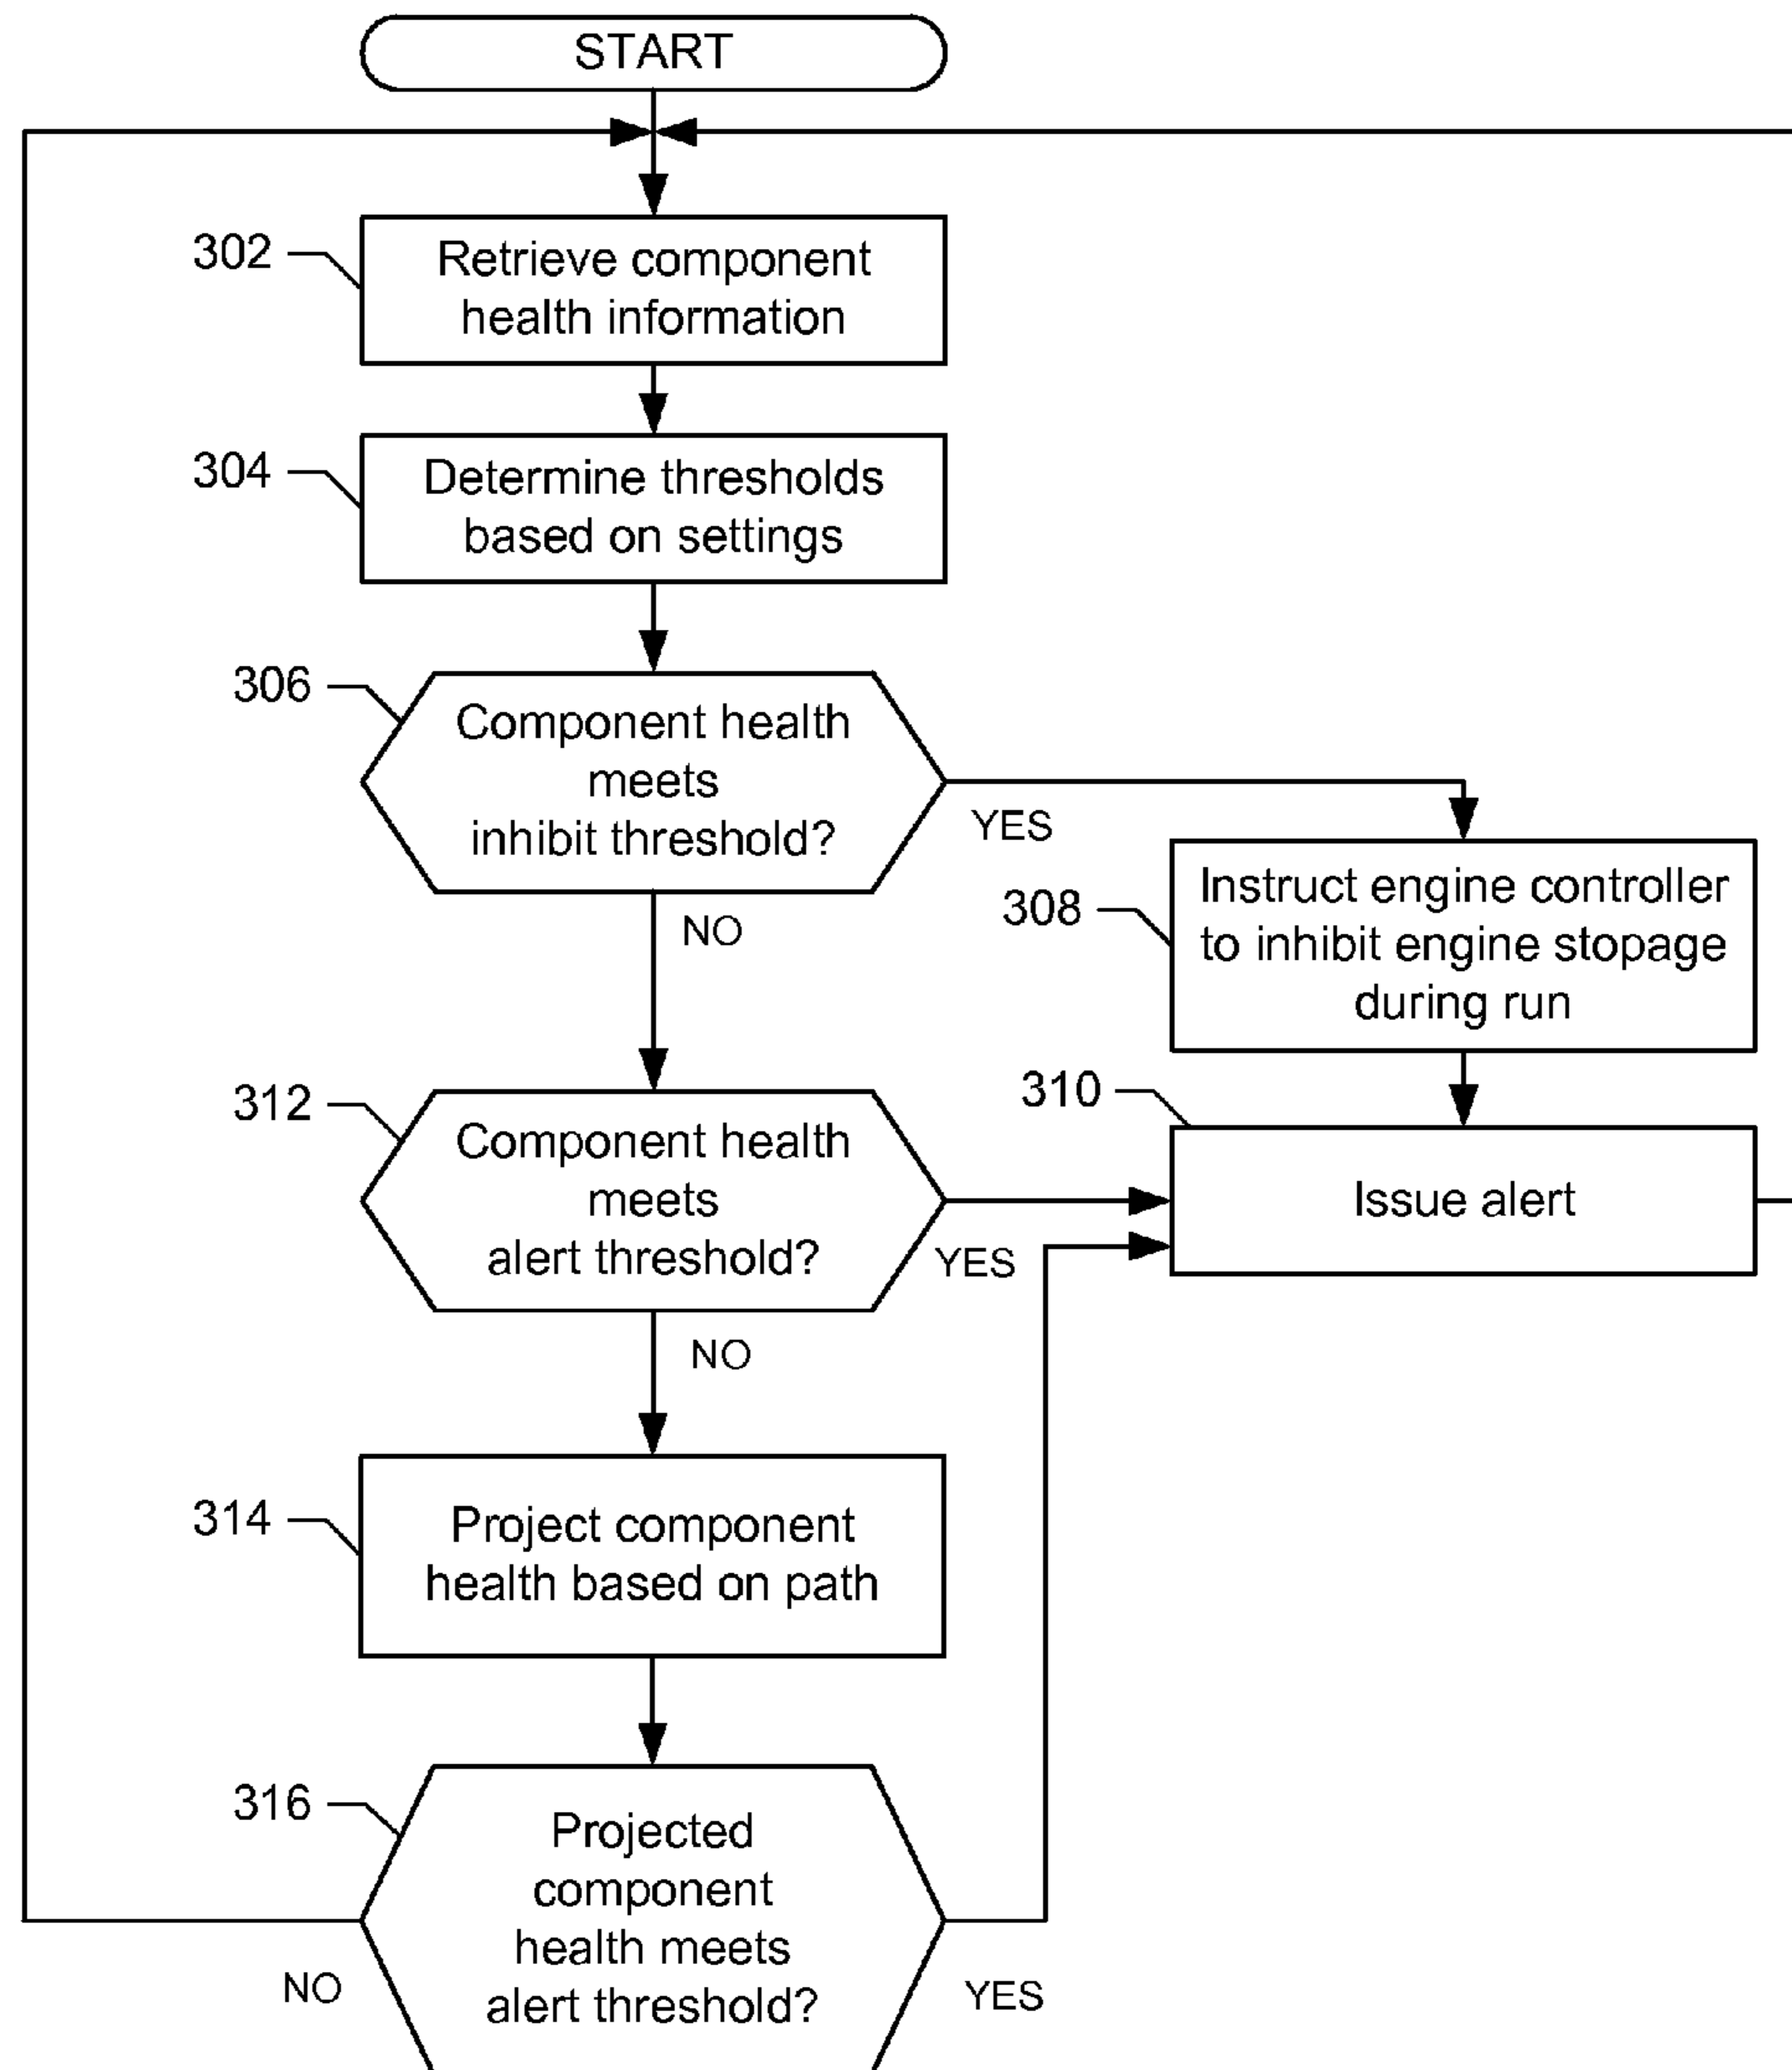 START
302
Retrieve component
health information
304
Determine thresholds
based on settings
306
Component health
meets
inhibit threshold?
YES
NO
308
Instruct engine controller
to inhibit engine stopage
during run
312
Component health
meets
alert threshold?
YES
NO
310
Issue alert
314
Project component
health based on path
316
Projected
component
health meets
alert threshold?
NO
YES